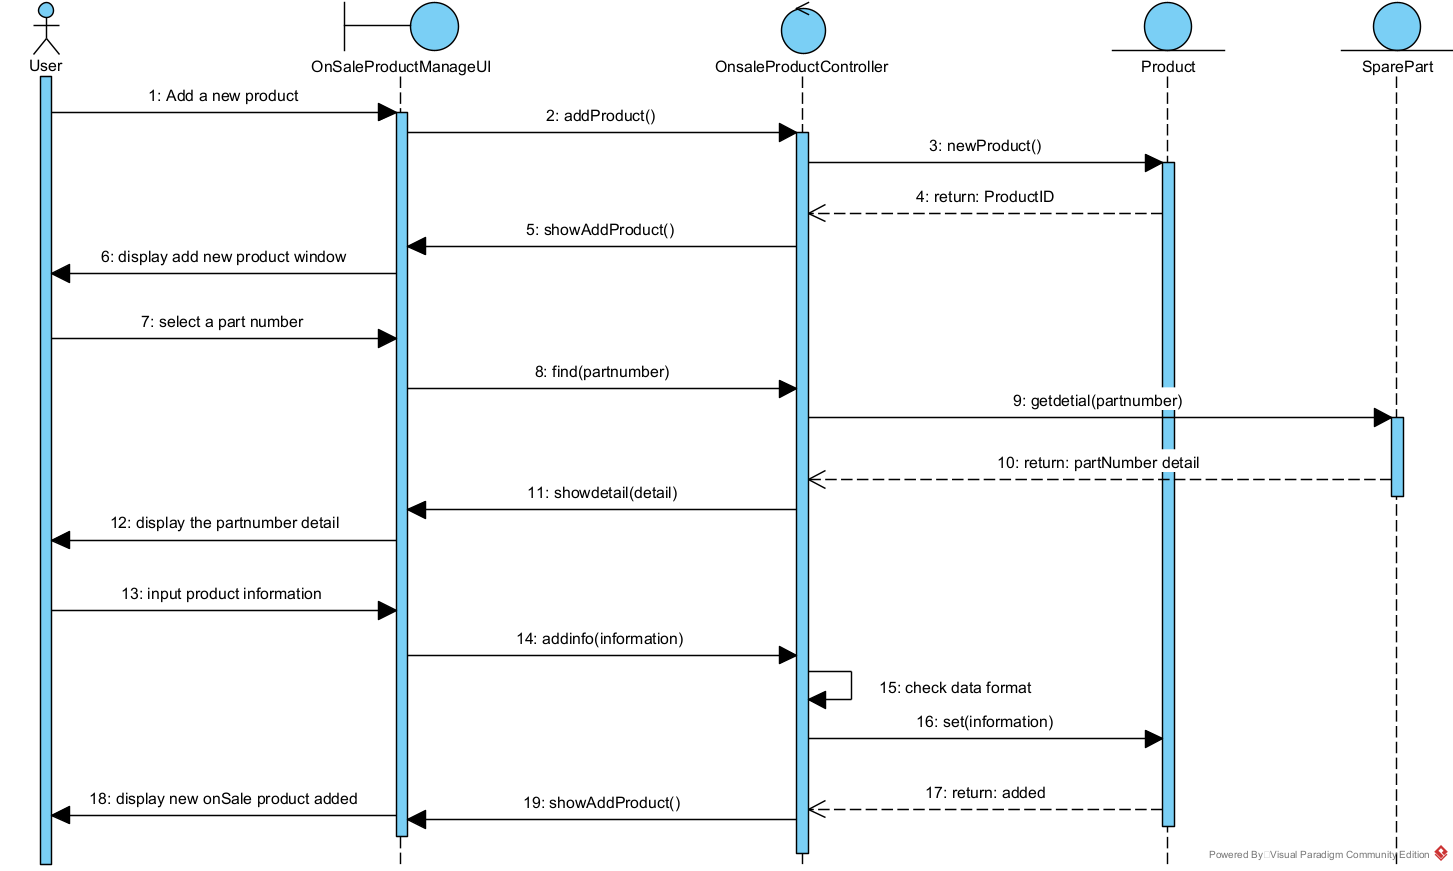 User
OnSaleProductManageUI
OnsaleProductController
Product
SparePart
1: Add a new product
2: addProduct()
3: newProduct()
4: return: ProductID
5: showAddProduct()
6: display add new product window
7: select a part number
8: find(partnumber)
9: getdetial(partnumber)
10: return: partNumber detail
11: showdetail(detail)
12: display the partnumber detail
13: input product information
14: addinfo(information)
15: check data format
16: set(information)
17: return: added
18: display new onSale product added
19: showAddProduct()
Powered By Visual Paradigm Community Edition